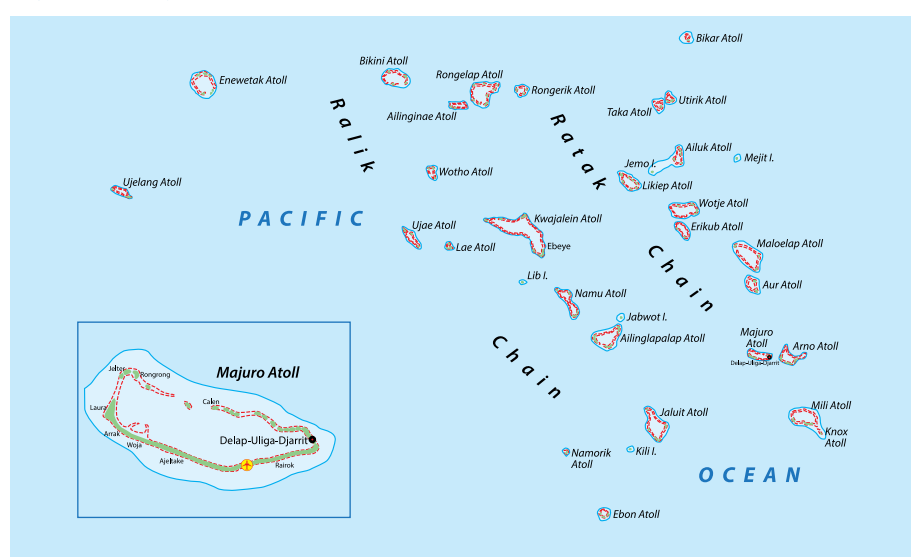 Bikar Atoll
Bikini Atoll
Enewetak Atoll
Rongelap Atoll
Rongerik Atoll
Ailinginae Atoll
Utirik Atoll
Taka Atoll
Ralik
Ratak
Ailuk Atoll
Mejit I.
Jemo I.
Likiep Atoll
Wotho Atoll
Ujelang Atoll
Wotje Atoll
PACIFIC
Kwajalein Atoll
Ujae Atoll
Erikub Atoll
Lae Atoll
Ebeye
Maloelap Atoll
Chain
Lib I.
Aur Atoll
Namu Atoll
Jabwot I.
Ailinglapalap Atoll
Chain
Majuro
Atoll
Arno Atoll
Delap-Uliga-Djarrit
Majuro Atoll
Jelter
Rongrong
Calen
Laura
Arrak
Woja
Ajeltake
Rairok
Delap-Uliga-Djarrit
Jaluit Atoll
Mili Atoll
Knox
Atoll
Namorik
Atoll
Kili I.
OCEAN
Ebon Atoll